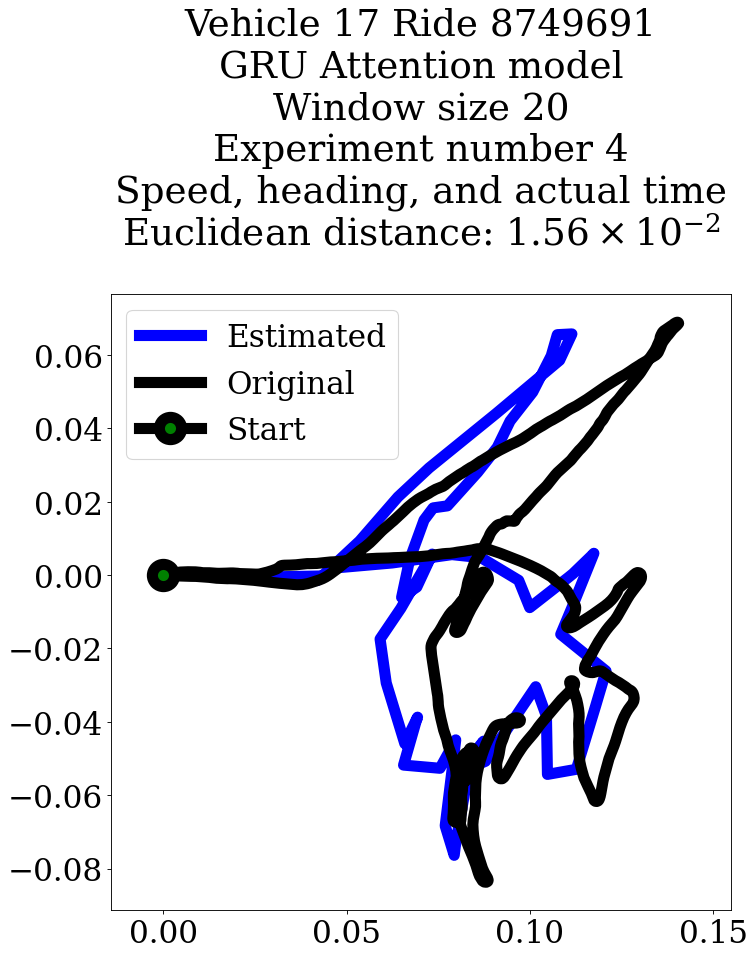 Vehicle 17 Ride 8749691
GRU Attention model
Window size 20
Experiment number 4
Speed, heading, and actual time
Euclidean distance: 1.56 × 10⁻²
Estimated
Original
Start
0.06
0.04
0.02
0.00
−0.02
−0.04
−0.06
−0.08
0.00 0.05 0.10 0.15